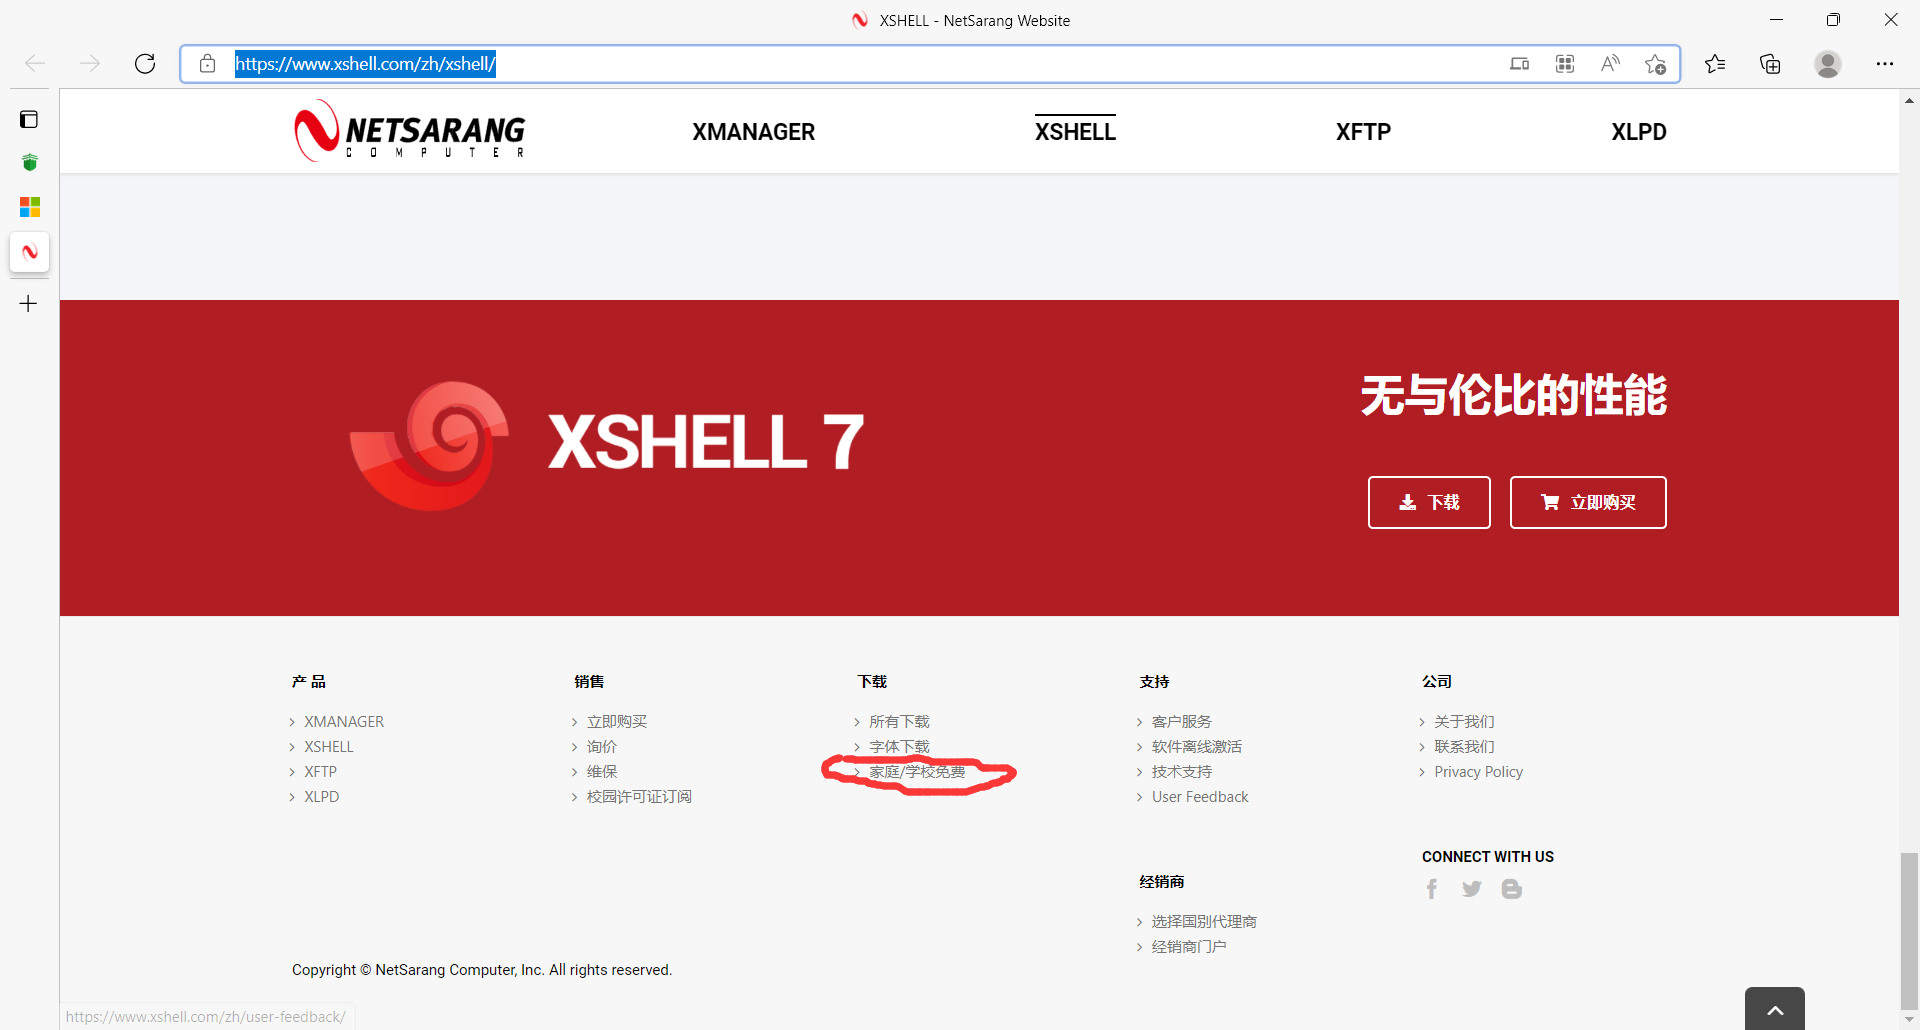 XSHELL - NetSarang Website
https://www.xshell.com/zh/xshell/
NETSARANG
COMPUTER
XMANAGER
XSHELL
XFTP
XLPD
XSHELL 7
无与伦比的性能
下载
立即购买
产品
XMANAGER
XSHELL
XFTP
XLPD
销售
立即购买
询价
维保
校园许可证订阅
下载
所有下载
字体下载
家庭/学校免费
支持
客户服务
软件离线激活
技术支持
User Feedback
经销商
选择国别代理商
经销商门户
公司
关于我们
联系我们
Privacy Policy
CONNECT WITH US
Copyright © NetSarang Computer, Inc. All rights reserved.
https://www.xshell.com/zh/user-feedback/